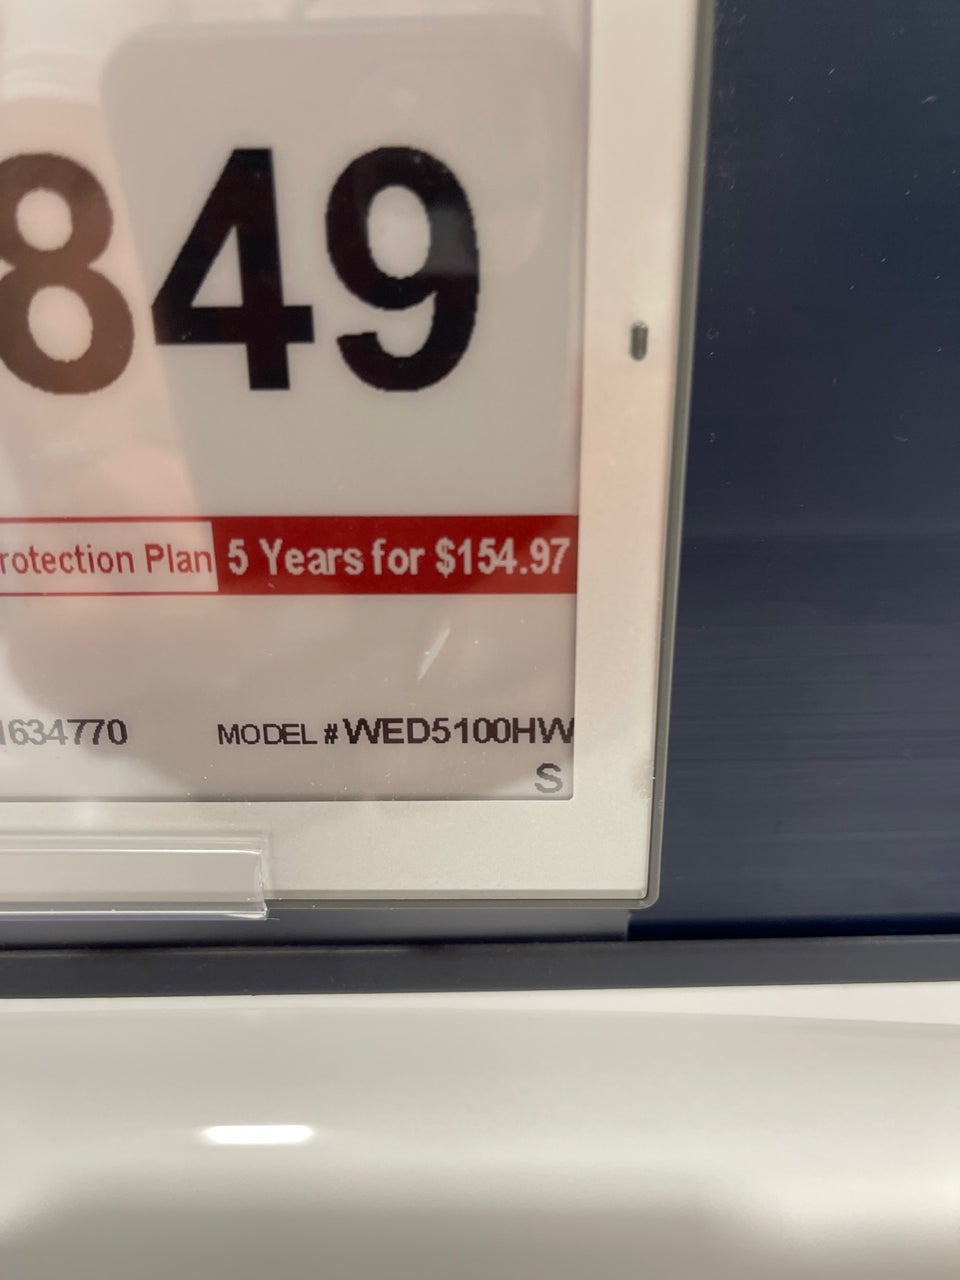 849
rotection Plan 5 Years for $154.97
1634770 MODEL # WED5100HW
S